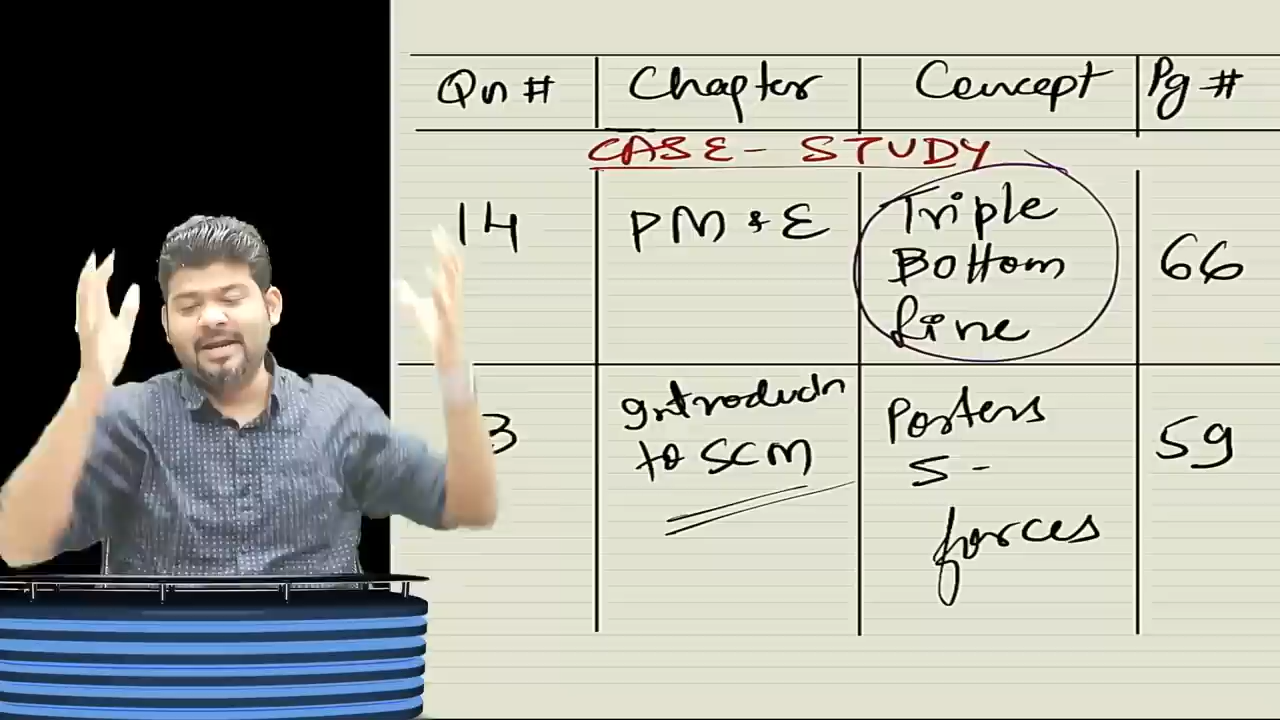 Qn # Chapter Concept Pg #
CASE - STUDY
14 PM & E Triple Bottom Line 66
3 Introductn to SCM Porters 5 - forces 59